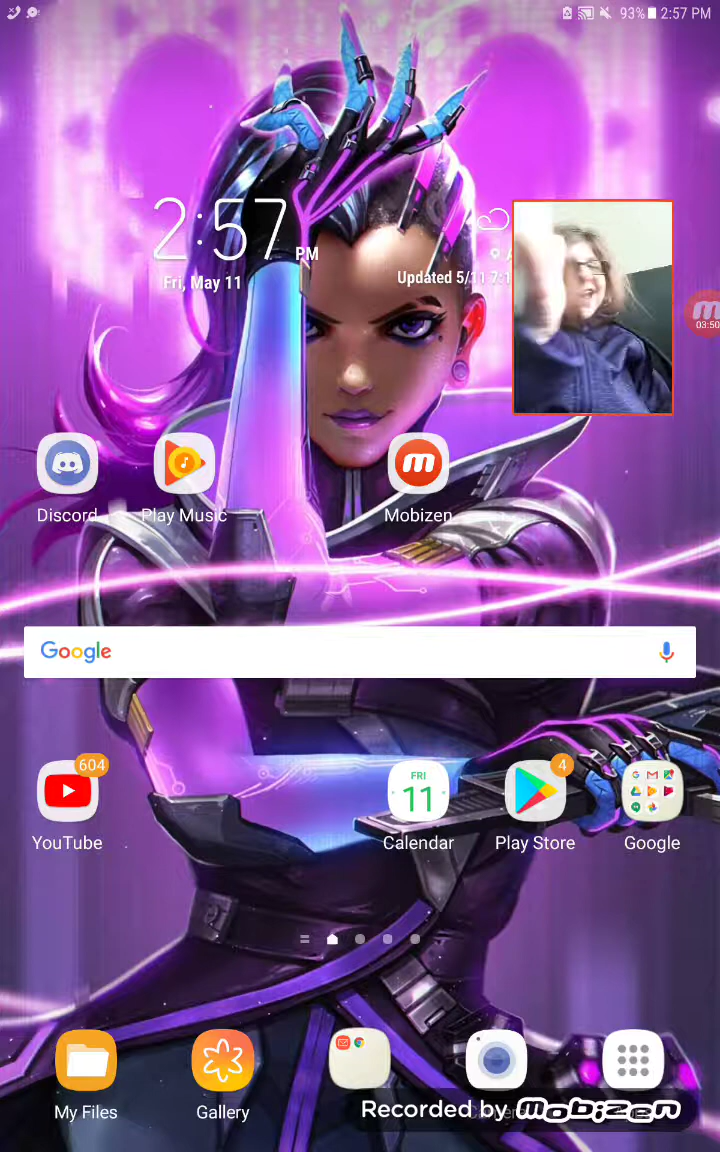 93% 2:57 PM
2:57 PM
Fri, May 11
Updated 5/11 7:1
03:50
Discord
Play Music
Mobizen
Google
604
4
FRI
11
YouTube
Calendar
Play Store
Google
My Files
Gallery
Recorded by mobizen